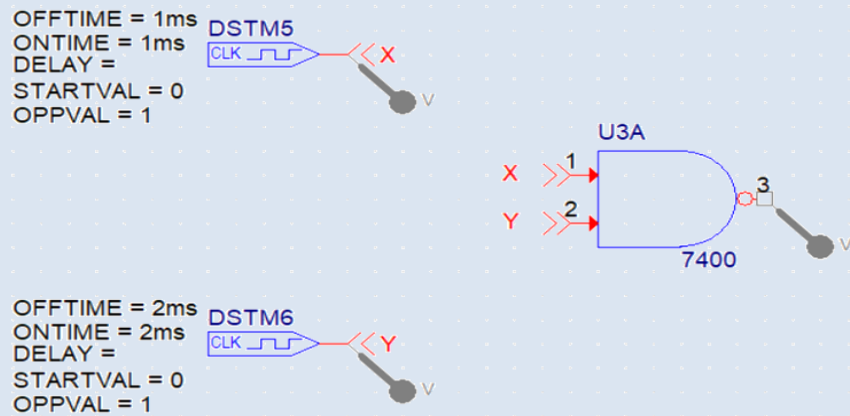 OFFTIME = 1ms
ONTIME = 1ms
DELAY =
STARTVAL = 0
OPPVAL = 1
DSTM5
CLK
X
V
U3A
X
1
Y
2
3
V
7400
OFFTIME = 2ms
ONTIME = 2ms
DELAY =
STARTVAL = 0
OPPVAL = 1
DSTM6
CLK
Y
V